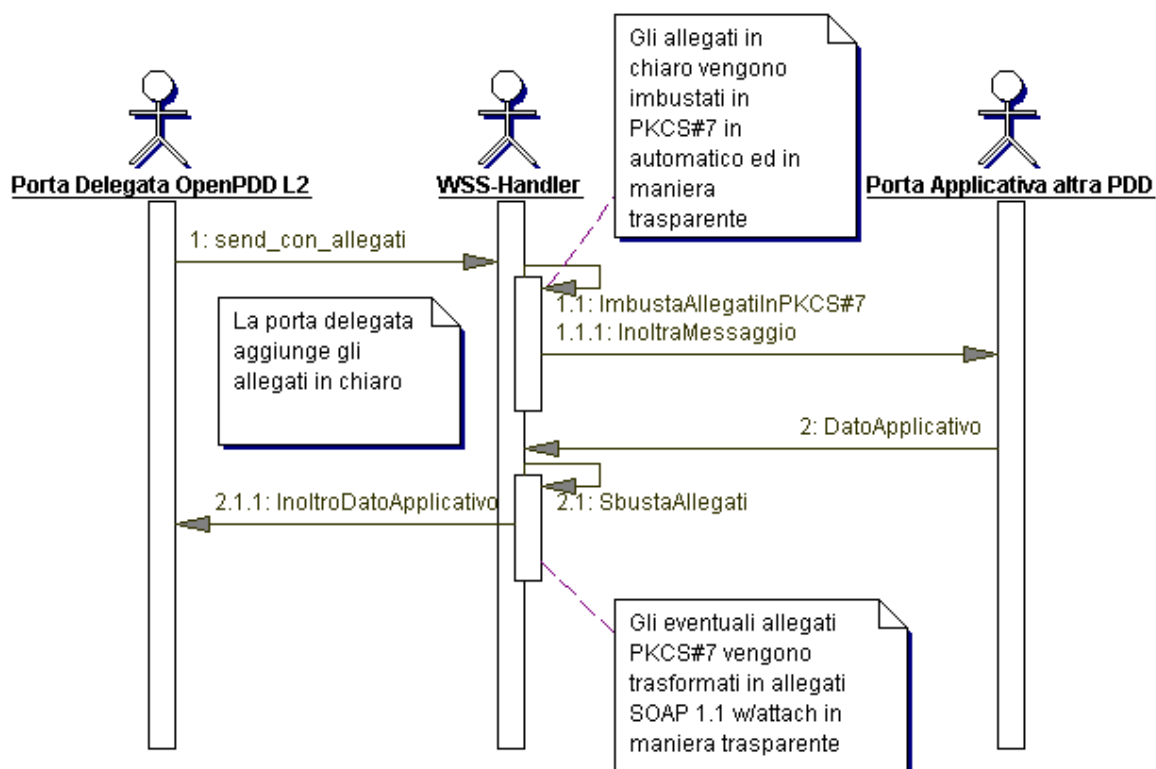 Gli allegati in
chiaro vengono
imbustati in
PKCS#7 in
automatico ed in
maniera
trasparente
Porta Delegata OpenPDD L2
WSS-Handler
Porta Applicativa altra PDD
1: send_con_allegati
1.1: ImbustaAllegatiInPKCS#7
1.1.1: InoltraMessaggio
La porta delegata
aggiunge gli
allegati in chiaro
2: DatoApplicativo
2.1.1: InoltroDatoApplicativo
2.1: SbustaAllegati
Gli eventuali allegati
PKCS#7 vengono
trasformati in allegati
SOAP 1.1 w/attach in
maniera trasparente